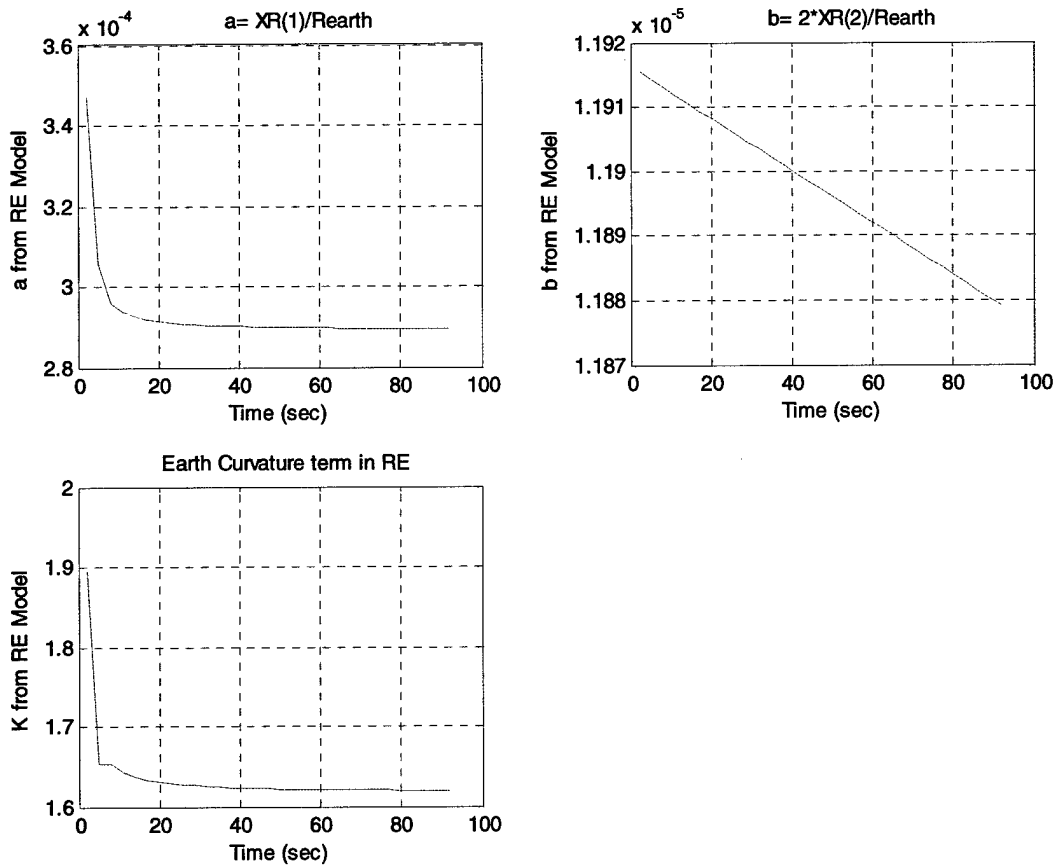 a= XR(1)/Rearth
x 10-4
3.6
3.4
3.2
3
2.8
0 20 40 60 80 100
Time (sec)
a from RE Model
b= 2*XR(2)/Rearth
x 10-5
1.192
1.191
1.19
1.189
1.188
1.187
0 20 40 60 80 100
Time (sec)
b from RE Model
Earth Curvature term in RE
2
1.9
1.8
1.7
1.6
0 20 40 60 80 100
Time (sec)
K from RE Model